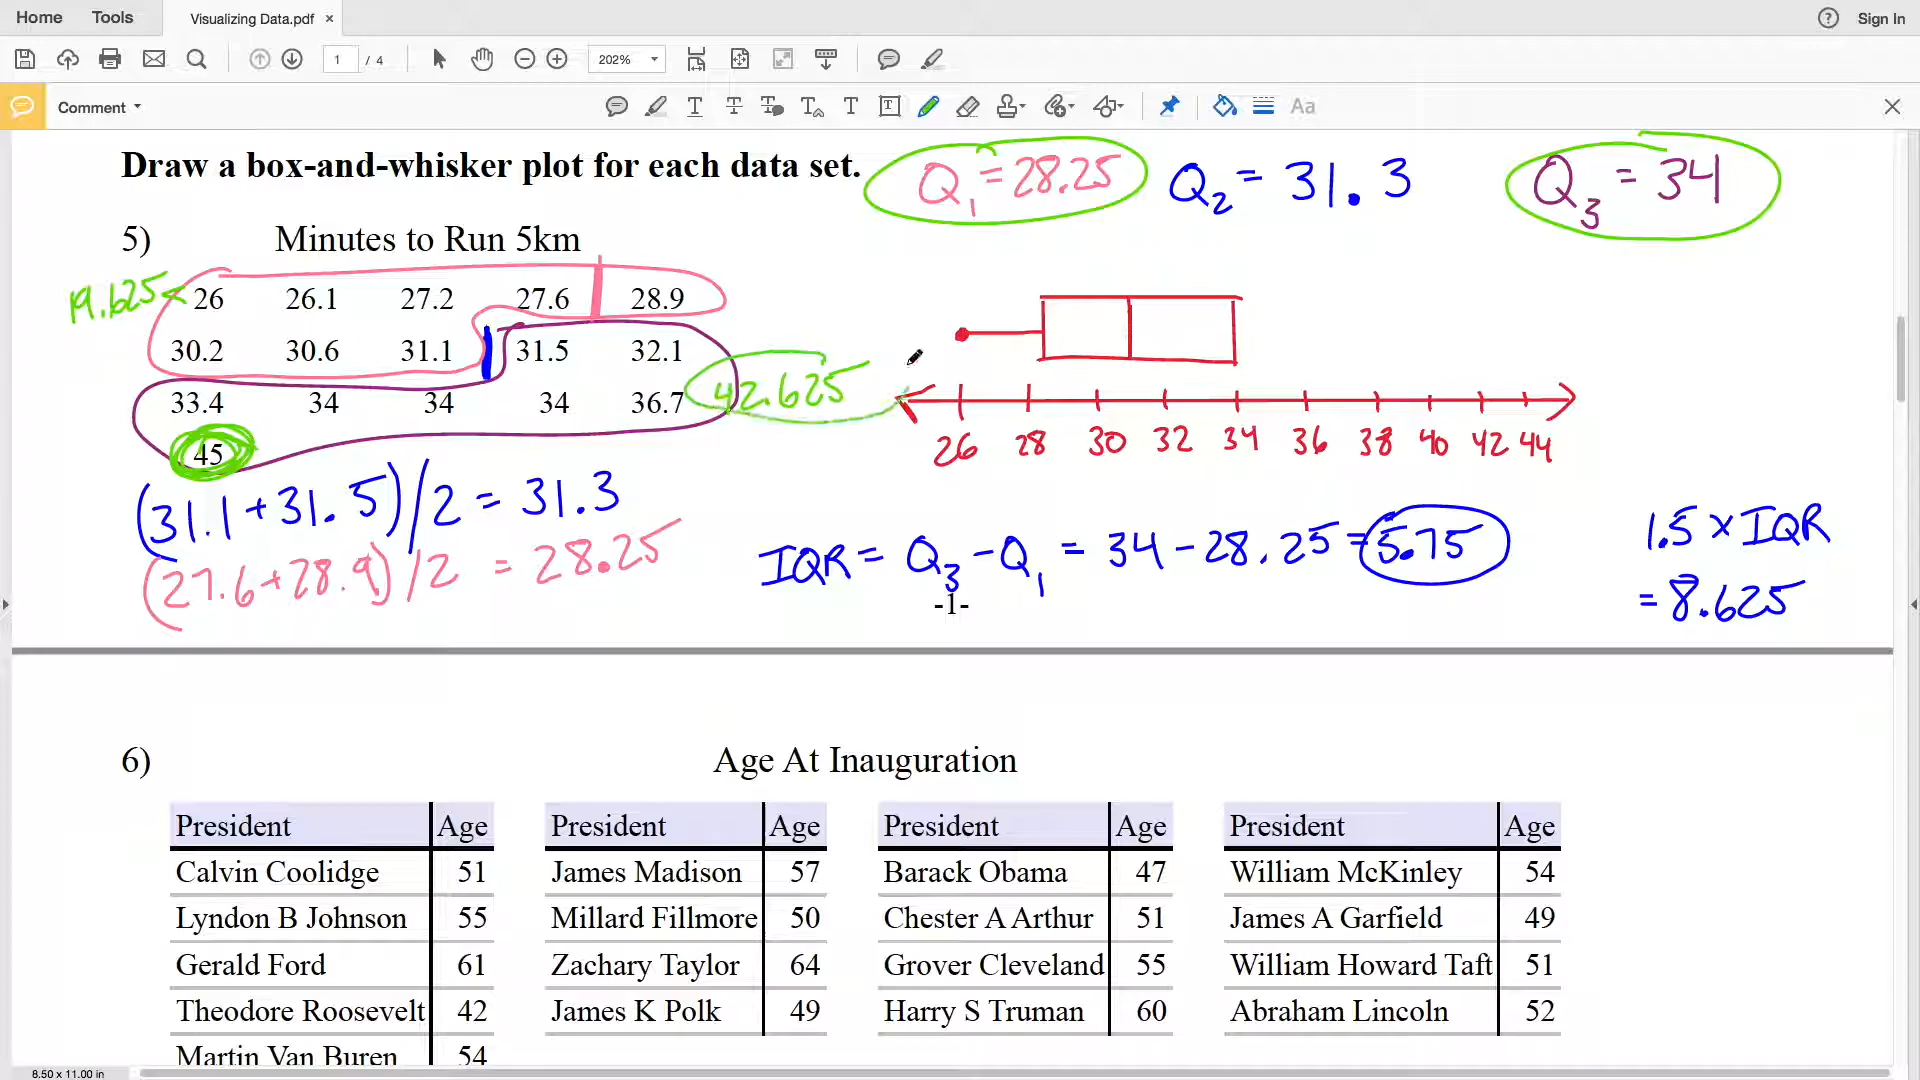 Home Tools Visualizing Data.pdf × ? Sign In
1 / 4 202%
Comment T T T T T T Aa
Draw a box-and-whisker plot for each data set.
Q1 = 28.25 Q2 = 31.3 Q3 = 34
5) Minutes to Run 5km
19.625 < 26 26.1 27.2 27.6 28.9
30.2 30.6 31.1 31.5 32.1
33.4 34 34 34 36.7 42.625
45
26 28 30 32 34 36 38 40 42 44
(31.1 + 31.5)/2 = 31.3
(27.6 + 28.9)/2 = 28.25
IQR = Q3 - Q1 = 34 - 28.25 = 5.75
1.5 × IQR
= 8.625
-1-
6) Age At Inauguration
President Age President Age President Age President Age
Calvin Coolidge 51 James Madison 57 Barack Obama 47 William McKinley 54
Lyndon B Johnson 55 Millard Fillmore 50 Chester A Arthur 51 James A Garfield 49
Gerald Ford 61 Zachary Taylor 64 Grover Cleveland 55 William Howard Taft 51
Theodore Roosevelt 42 James K Polk 49 Harry S Truman 60 Abraham Lincoln 52
Martin Van Buren 54
8.50 x 11.00 in